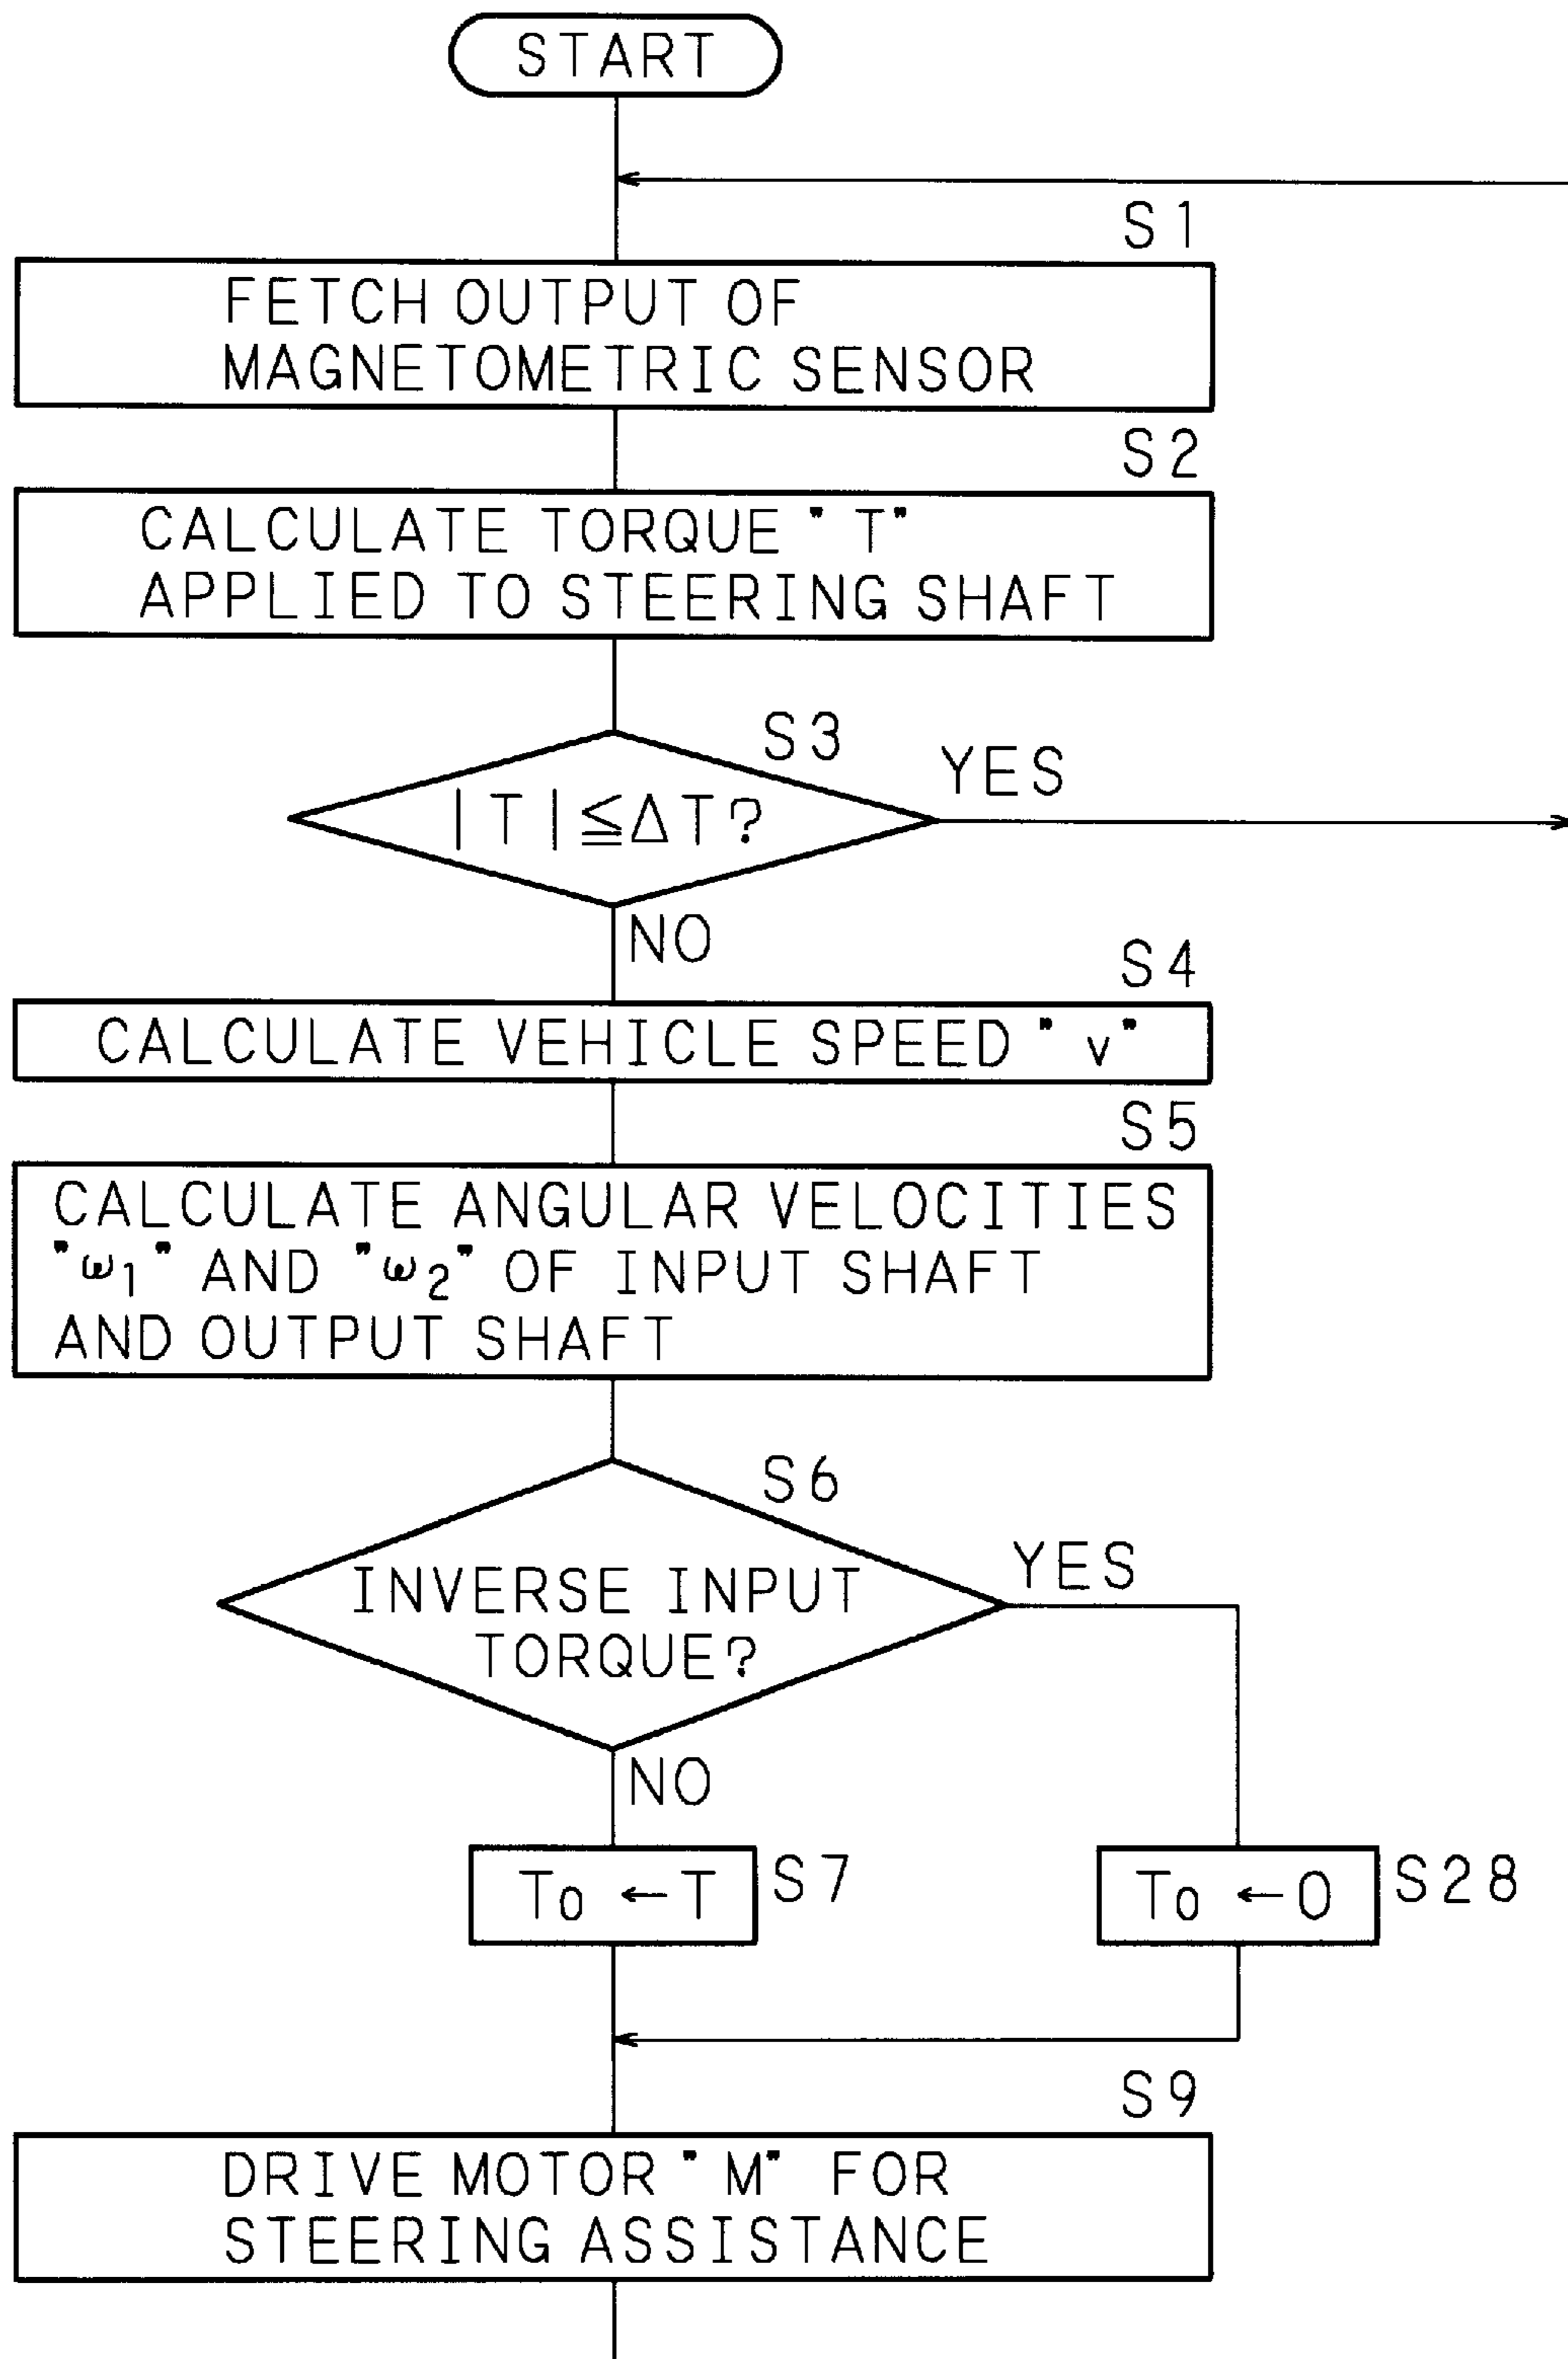 START
S1
FETCH OUTPUT OF
MAGNETOMETRIC SENSOR
S2
CALCULATE TORQUE "T"
APPLIED TO STEERING SHAFT
S3
YES
|T|≦ΔT?
NO
S4
CALCULATE VEHICLE SPEED "v"
S5
CALCULATE ANGULAR VELOCITIES
"ω1" AND "ω2" OF INPUT SHAFT
AND OUTPUT SHAFT
S6
YES
INVERSE INPUT
TORQUE?
NO
To ←T
S7
To ←0
S28
S9
DRIVE MOTOR "M" FOR
STEERING ASSISTANCE